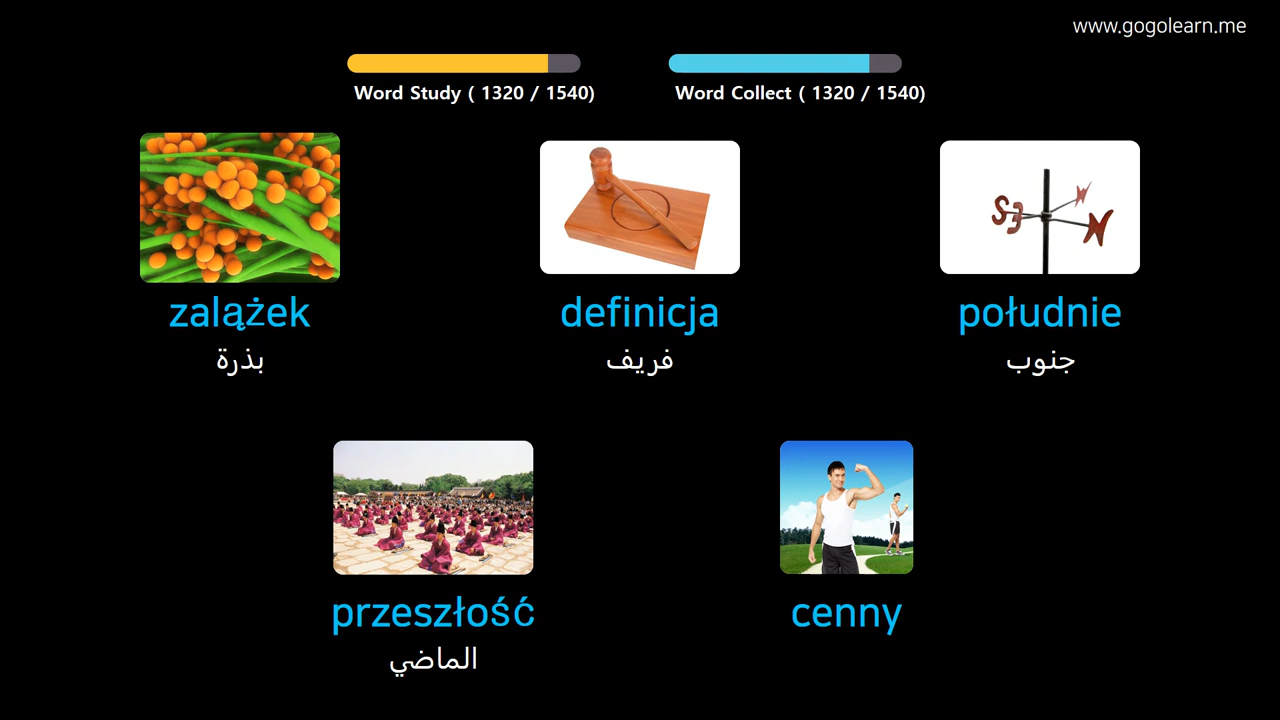 www.gogolearn.me
Word Study ( 1320 / 1540)
Word Collect ( 1320 / 1540)
zalążek
بذرة
definicja
فريف
południe
جنوب
przeszłość
الماضي
cenny